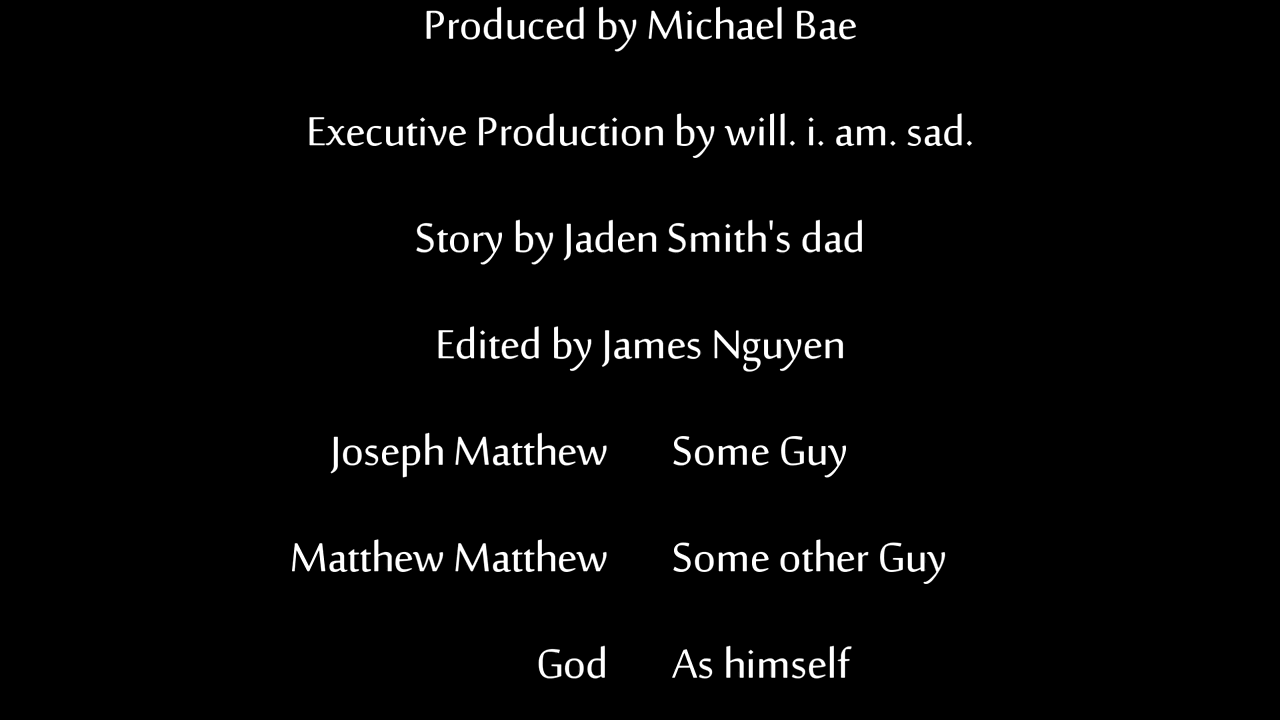 Produced by Michael Bae
Executive Production by will. i. am. sad.
Story by Jaden Smith's dad
Edited by James Nguyen
Joseph Matthew Some Guy
Matthew Matthew Some other Guy
God As himself